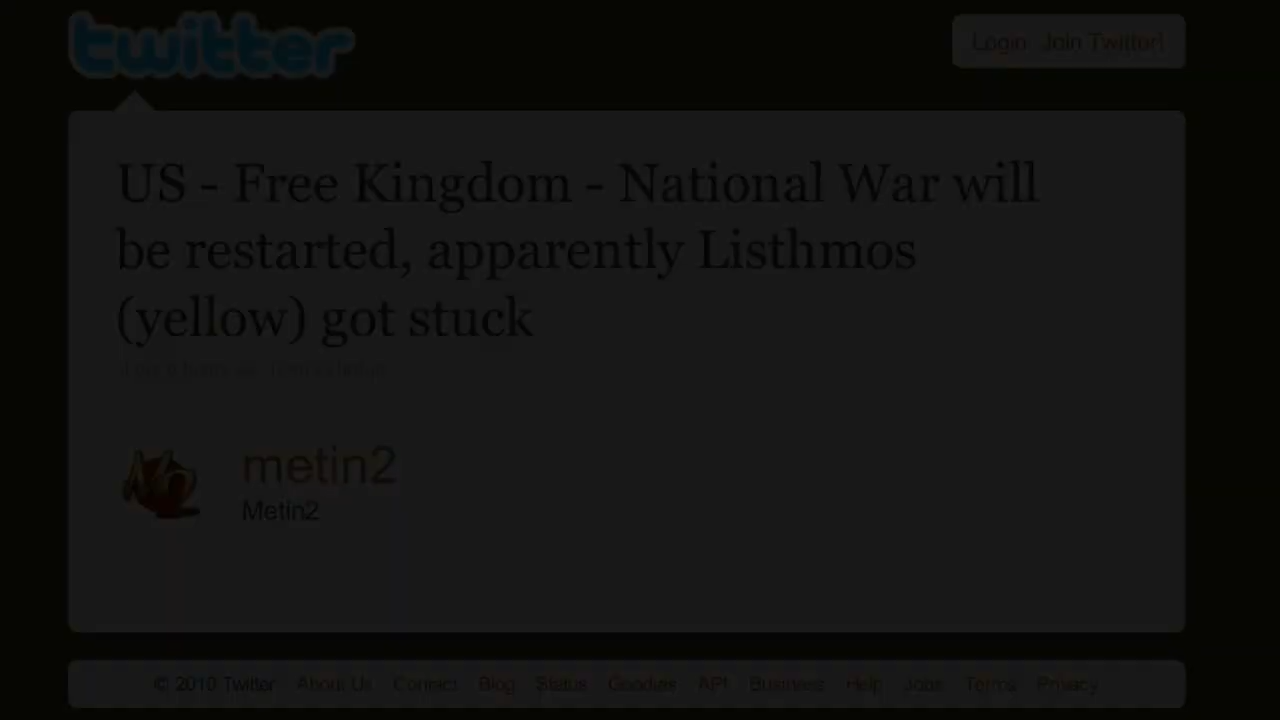 twitter
Login Join Twitter!
US - Free Kingdom - National War will
be restarted, apparently Listhmos
(yellow) got stuck
metin2
Metin2
© 2010 Twitter About Us Contact Blog Status Goodies API Business Help Jobs Terms Privacy